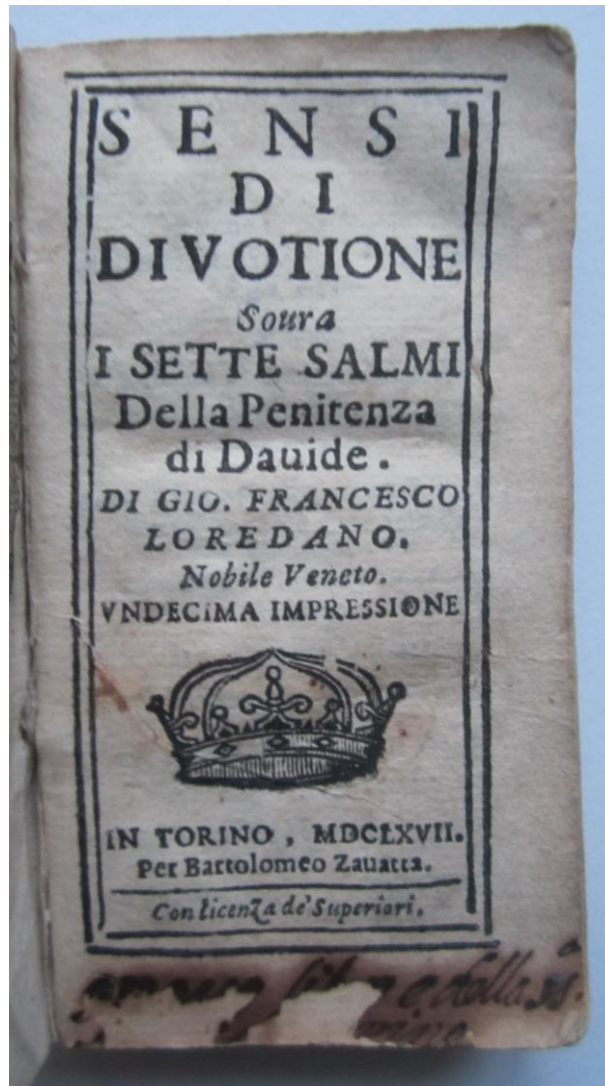 SENSI
DI
DIVOTIONE
Soura
I SETTE SALMI
Della Penitenza
di Dauide.
DI GIO. FRANCESCO
LOREDANO.
Nobile Veneto.
VNDECIMA IMPRESSIONE
IN TORINO, MDCLXVII.
Per Bartolomeo Zauatta.
Con licenza de' Superiori.
e della